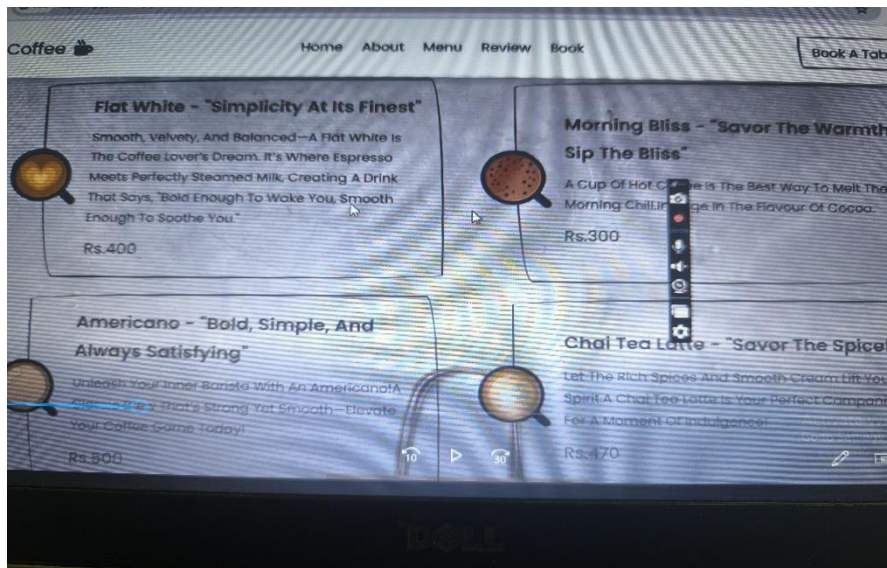 Coffee
Home About Menu Review Book
Book A Tab
Flat White - "Simplicity At Its Finest"
Smooth, Velvety, And Balanced—A Flat White Is
The Coffee Lover's Dream. It's Where Espresso
Meets Perfectly Steamed Milk, Creating A Drink
That Says, "Bold Enough To Wake You, Smooth
Enough To Soothe You."
Rs.400
Morning Bliss - "Savor The Warmth
Sip The Bliss"
A Cup Of Hot C ee Is The Best Way To Melt The
Morning Chill.In ge In The Flavour Of Cocoa.
Rs.300
Americano - "Bold, Simple, And
Always Satisfying"
Unleash Your Inner Barista With An Americano!A
That's Strong Yet Smooth—Elevate
Your Coffee Game Today!
Rs.500
Chai Tea Latte - "Savor The Spice
Let The Rich Spices And Smooth Cream Lift You
Spirit.A Chai Tea Latte Is Your Perfect Compan
For A Moment Of Indulgence!
Rs.470
10
30
DELL